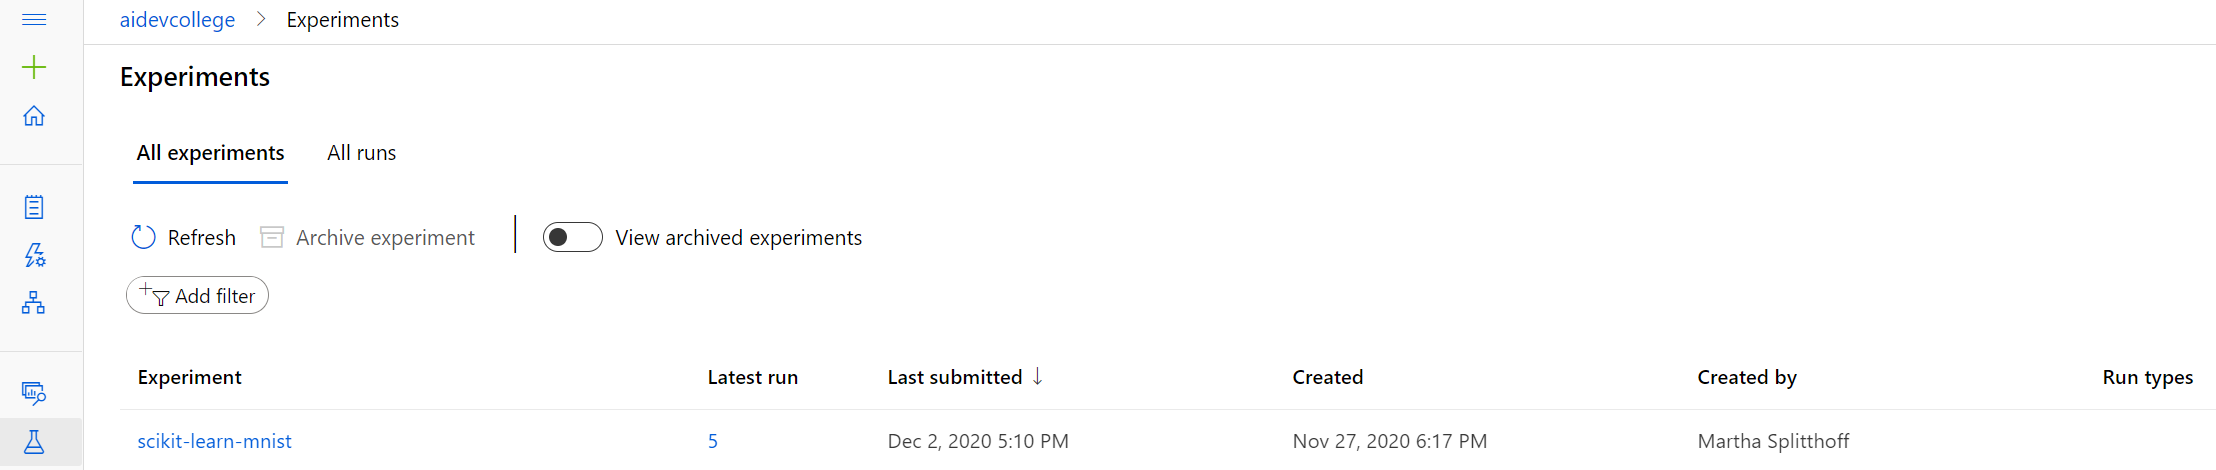 aidevcollege > Experiments
Experiments
All experiments All runs
Refresh Archive experiment View archived experiments
Add filter
Experiment Latest run Last submitted ↓ Created Created by Run types
scikit-learn-mnist 5 Dec 2, 2020 5:10 PM Nov 27, 2020 6:17 PM Martha Splitthoff